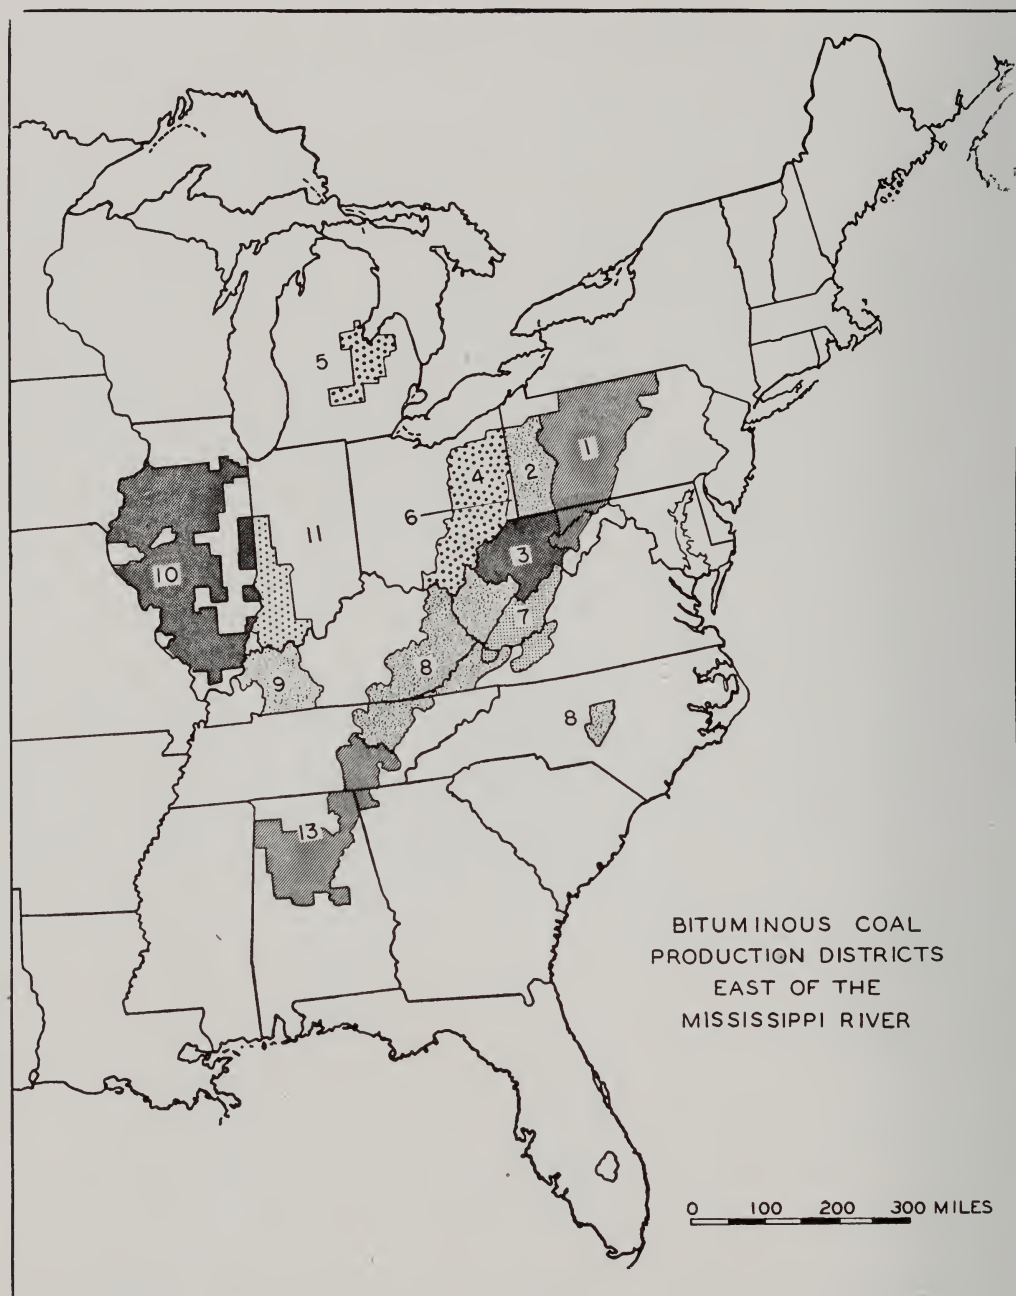 5
1
2
4
6
11
3
10
7
8
9
8
13
BITUMINOUS COAL
PRODUCTION DISTRICTS
EAST OF THE
MISSISSIPPI RIVER
0 100 200 300 MILES